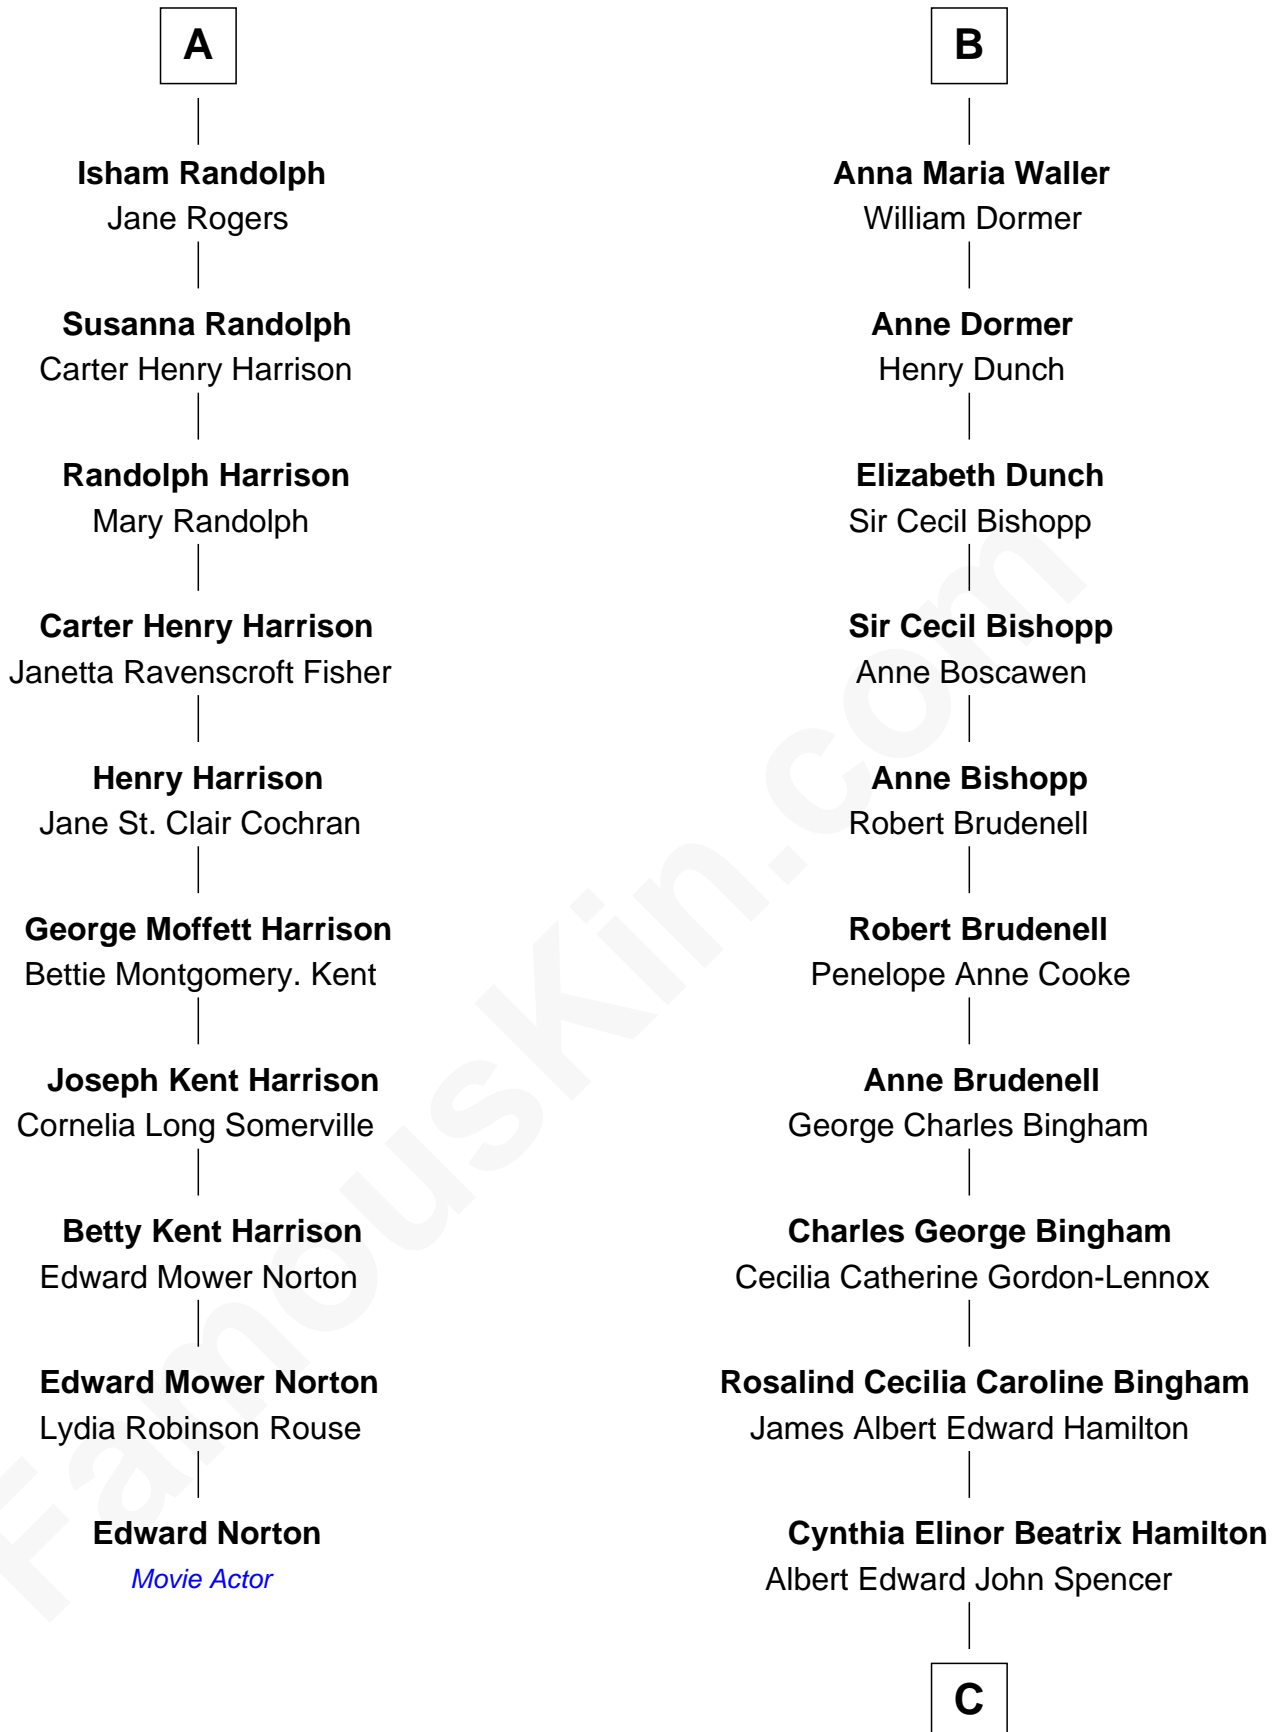 A
Isham Randolph
Jane Rogers
Susanna Randolph
Carter Henry Harrison
Randolph Harrison
Mary Randolph
Carter Henry Harrison
Janetta Ravenscroft Fisher
Henry Harrison
Jane St. Clair Cochran
George Moffett Harrison
Bettie Montgomery. Kent
Joseph Kent Harrison
Cornelia Long Somerville
Betty Kent Harrison
Edward Mower Norton
Edward Mower Norton
Lydia Robinson Rouse
Edward Norton
Movie Actor
B
Anna Maria Waller
William Dormer
Anne Dormer
Henry Dunch
Elizabeth Dunch
Sir Cecil Bishopp
Sir Cecil Bishopp
Anne Boscawen
Anne Bishopp
Robert Brudenell
Robert Brudenell
Penelope Anne Cooke
Anne Brudenell
George Charles Bingham
Charles George Bingham
Cecilia Catherine Gordon-Lennox
Rosalind Cecilia Caroline Bingham
James Albert Edward Hamilton
Cynthia Elinor Beatrix Hamilton
Albert Edward John Spencer
C
FamousKin.com